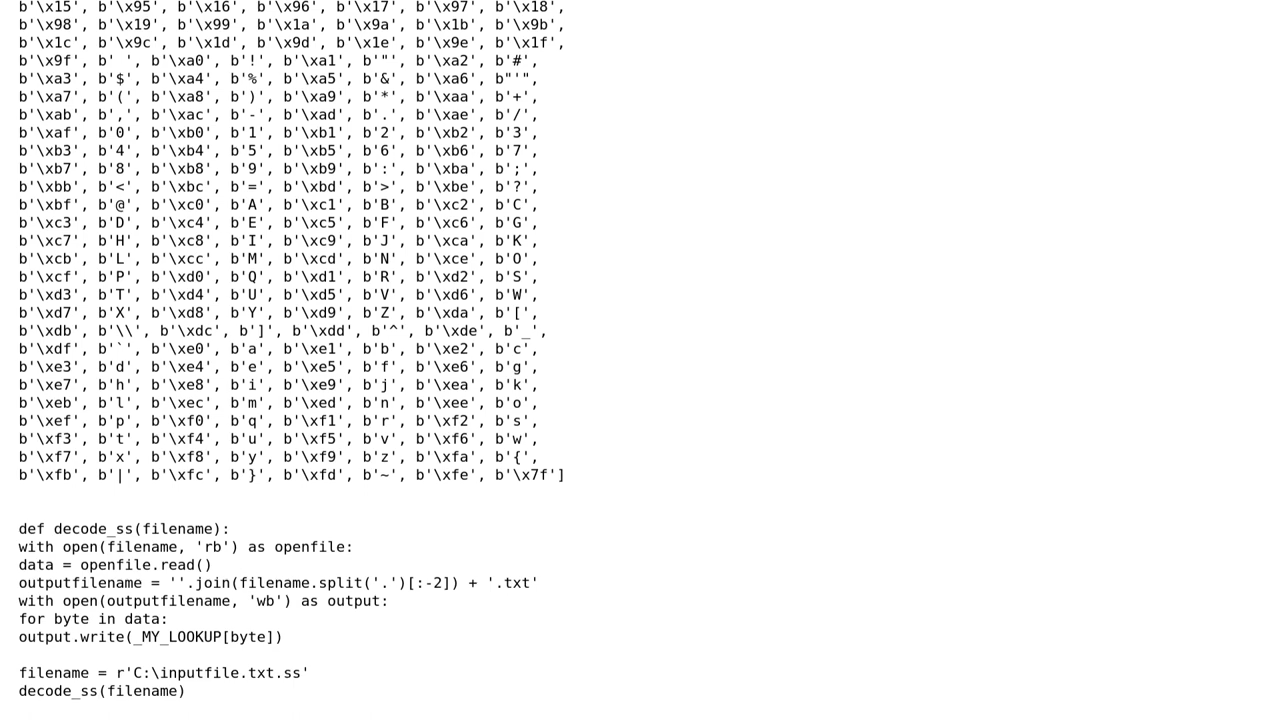 b'\x15', b'\x95', b'\x16', b'\x96', b'\x17', b'\x97', b'\x18',
b'\x98', b'\x19', b'\x99', b'\x1a', b'\x9a', b'\x1b', b'\x9b',
b'\x1c', b'\x9c', b'\x1d', b'\x9d', b'\x1e', b'\x9e', b'\x1f',
b'\x9f', b' ', b'\xa0', b'!', b'\xa1', b'"', b'\xa2', b'#',
b'\xa3', b'$', b'\xa4', b'%', b'\xa5', b'&', b'\xa6', b"'",
b'\xa7', b'(', b'\xa8', b')', b'\xa9', b'*', b'\xaa', b'+',
b'\xab', b',', b'\xac', b'-', b'\xad', b'.', b'\xae', b'/',
b'\xaf', b'0', b'\xb0', b'1', b'\xb1', b'2', b'\xb2', b'3',
b'\xb3', b'4', b'\xb4', b'5', b'\xb5', b'6', b'\xb6', b'7',
b'\xb7', b'8', b'\xb8', b'9', b'\xb9', b':', b'\xba', b';',
b'\xbb', b'<', b'\xbc', b'=', b'\xbd', b'>', b'\xbe', b'?',
b'\xbf', b'@', b'\xc0', b'A', b'\xc1', b'B', b'\xc2', b'C',
b'\xc3', b'D', b'\xc4', b'E', b'\xc5', b'F', b'\xc6', b'G',
b'\xc7', b'H', b'\xc8', b'I', b'\xc9', b'J', b'\xca', b'K',
b'\xcb', b'L', b'\xcc', b'M', b'\xcd', b'N', b'\xce', b'O',
b'\xcf', b'P', b'\xd0', b'Q', b'\xd1', b'R', b'\xd2', b'S',
b'\xd3', b'T', b'\xd4', b'U', b'\xd5', b'V', b'\xd6', b'W',
b'\xd7', b'X', b'\xd8', b'Y', b'\xd9', b'Z', b'\xda', b'[',
b'\xdb', b'\\', b'\xdc', b']', b'\xdd', b'^', b'\xde', b'_',
b'\xdf', b'`', b'\xe0', b'a', b'\xe1', b'b', b'\xe2', b'c',
b'\xe3', b'd', b'\xe4', b'e', b'\xe5', b'f', b'\xe6', b'g',
b'\xe7', b'h', b'\xe8', b'i', b'\xe9', b'j', b'\xea', b'k',
b'\xeb', b'l', b'\xec', b'm', b'\xed', b'n', b'\xee', b'o',
b'\xef', b'p', b'\xf0', b'q', b'\xf1', b'r', b'\xf2', b's',
b'\xf3', b't', b'\xf4', b'u', b'\xf5', b'v', b'\xf6', b'w',
b'\xf7', b'x', b'\xf8', b'y', b'\xf9', b'z', b'\xfa', b'{',
b'\xfb', b'|', b'\xfc', b'}', b'\xfd', b'~', b'\xfe', b'\x7f']
def decode_ss(filename):
with open(filename, 'rb') as openfile:
data = openfile.read()
outputfilename = ''.join(filename.split('.')[:-2]) + '.txt'
with open(outputfilename, 'wb') as output:
for byte in data:
output.write(_MY_LOOKUP[byte])
filename = r'C:\inputfile.txt.ss'
decode_ss(filename)